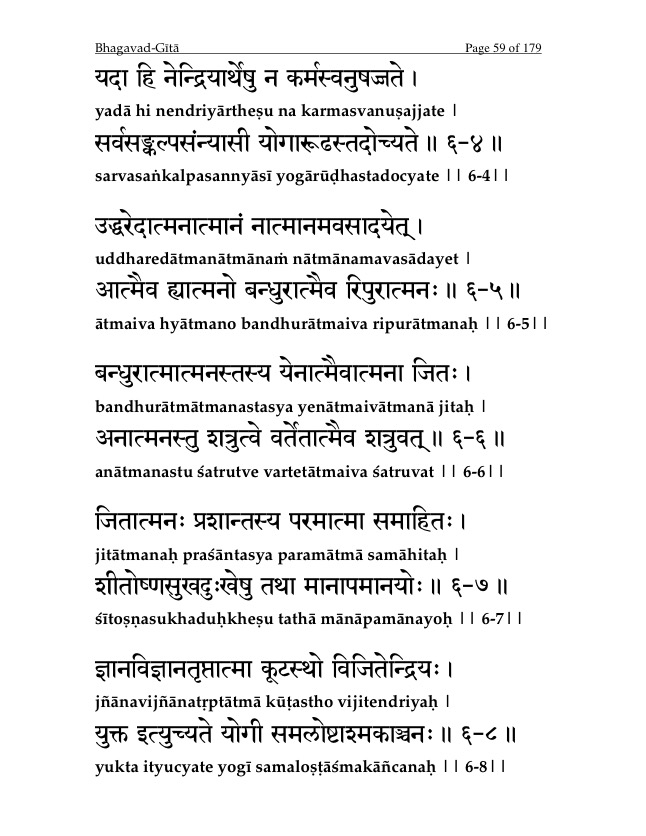 Bhagavad-Gītā Page 59 of 179
यदा हि नेन्द्रियार्थेषु न कर्मस्वनुषज्जते ।
yadā hi nendriyārtheṣu na karmasvanuṣajjate |
सर्वसङ्कल्पसंन्यासी योगारूढस्तदोच्यते ॥ ६-४ ॥
sarvasaṅkalpasannyāsī yogārūḍhastadocyate || 6-4||
उद्धरेदात्मनात्मानं नात्मानमवसादयेत् ।
uddharedātmanātmānaṁ nātmānamavasādayet |
आत्मैव ह्यात्मनो बन्धुरात्मैव रिपुरात्मनः ॥ ६-५ ॥
ātmaiva hyātmano bandhurātmaiva ripurātmanaḥ || 6-5||
बन्धुरात्मात्मनस्तस्य येनात्मैवात्मना जितः ।
bandhurātmātmanastasya yenātmaivātmanā jitaḥ |
अनात्मनस्तु शत्रुत्वे वर्तेतात्मैव शत्रुवत् ॥ ६-६ ॥
anātmanastu śatrutve vartetātmaiva śatruvat || 6-6||
जितात्मनः प्रशान्तस्य परमात्मा समाहितः ।
jitātmanaḥ praśāntasya paramātmā samāhitaḥ |
शीतोष्णसुखदुःखेषु तथा मानापमानयोः ॥ ६-७ ॥
śītoṣṇasukhaduḥkheṣu tathā mānāpamānayoḥ || 6-7||
ज्ञानविज्ञानतृप्तात्मा कूटस्थो विजितेन्द्रियः ।
jñānavijñānatṛptātmā kūṭastho vijitendriyaḥ |
युक्त इत्युच्यते योगी समलोष्टाश्मकाञ्चनः ॥ ६-८ ॥
yukta ityucyate yogī samaloṣṭāśmakāñcanaḥ || 6-8||